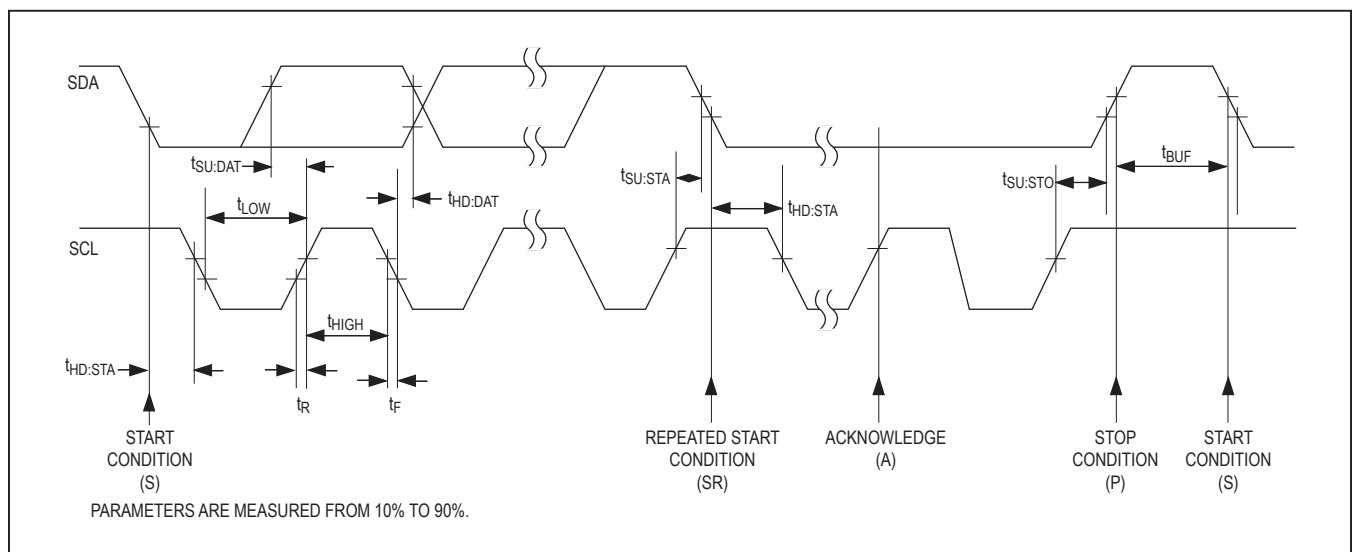 SDA
tSU:DAT
tSU:STA
tSU:STO
tBUF
tLOW
tHD:DAT
tHD:STA
SCL
tHIGH
tHD:STA
tR
tF
START
CONDITION
(S)
REPEATED START
CONDITION
(SR)
ACKNOWLEDGE
(A)
STOP
CONDITION
(P)
START
CONDITION
(S)
PARAMETERS ARE MEASURED FROM 10% TO 90%.